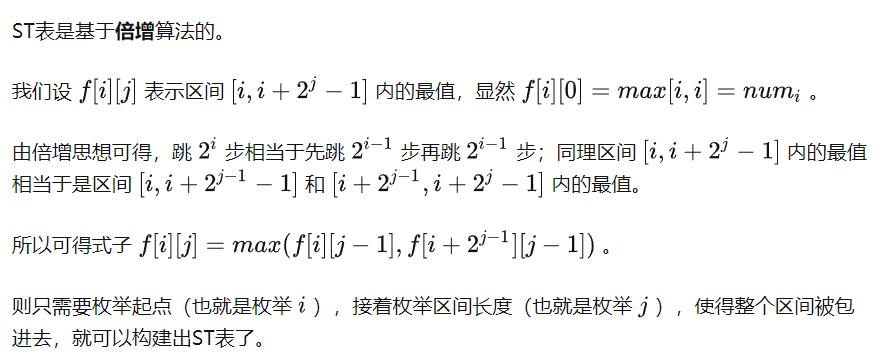 ST表是基于倍增算法的。
我们设 $f[i][j]$ 表示区间 $[i, i + 2^j - 1]$ 内的最值，显然 $f[i][0] = max[i, i] = num_i$ 。
由倍增思想可得，跳 $2^i$ 步相当于先跳 $2^{i-1}$ 步再跳 $2^{i-1}$ 步；同理区间 $[i, i + 2^j - 1]$ 内的最值
相当于是区间 $[i, i + 2^{j-1} - 1]$ 和 $[i + 2^{j-1}, i + 2^j - 1]$ 内的最值。
所以可得式子 $f[i][j] = max(f[i][j - 1], f[i + 2^{j-1}][j - 1])$ 。
则只需要枚举起点（也就是枚举 $i$ ），接着枚举区间长度（也就是枚举 $j$ ），使得整个区间被包
进去，就可以构建出ST表了。